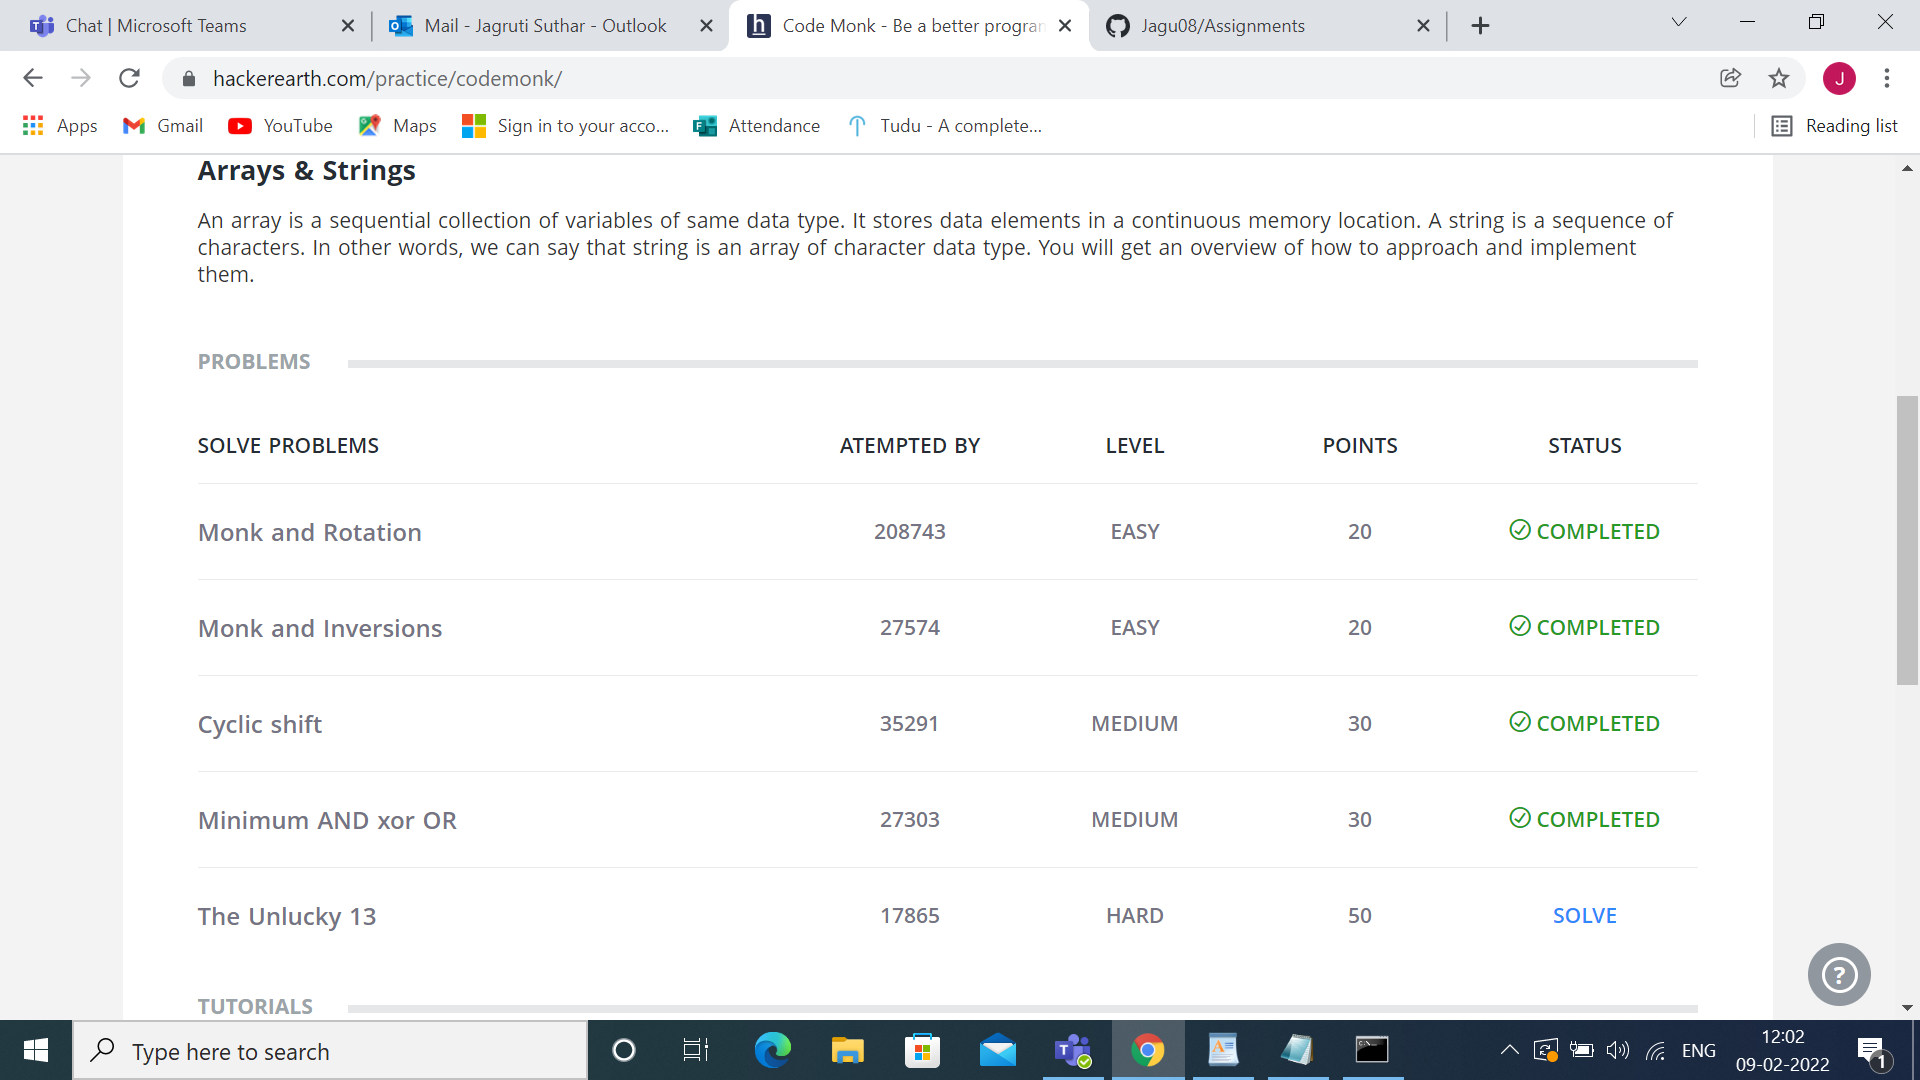 Chat | Microsoft Teams
Mail - Jagruti Suthar - Outlook
Code Monk - Be a better progra
Jagu08/Assignments
hackerearth.com/practice/codemonk/
J
Apps
Gmail
YouTube
Maps
Sign in to your acco...
Attendance
Tudu - A complete...
Reading list
Arrays & Strings
An array is a sequential collection of variables of same data type. It stores data elements in a continuous memory location. A string is a sequence of
characters. In other words, we can say that string is an array of character data type. You will get an overview of how to approach and implement
them.
PROBLEMS
SOLVE PROBLEMS ATEMPTED BY LEVEL POINTS STATUS
Monk and Rotation 208743 EASY 20 COMPLETED
Monk and Inversions 27574 EASY 20 COMPLETED
Cyclic shift 35291 MEDIUM 30 COMPLETED
Minimum AND xor OR 27303 MEDIUM 30 COMPLETED
The Unlucky 13 17865 HARD 50 SOLVE
?
TUTORIALS
Type here to search
ENG
12:02
09-02-2022
1